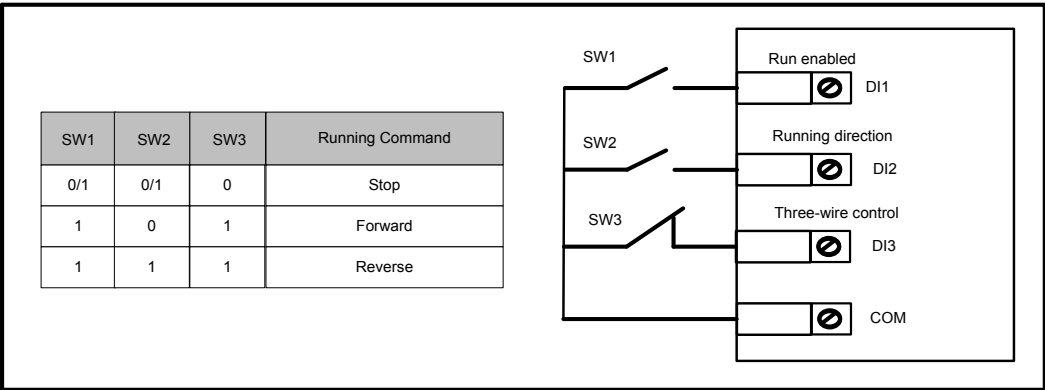 SW1 SW2 SW3 Running Command
0/1 0/1 0 Stop
1 0 1 Forward
1 1 1 Reverse
SW1
Run enabled
DI1
SW2
Running direction
DI2
SW3
Three-wire control
DI3
COM